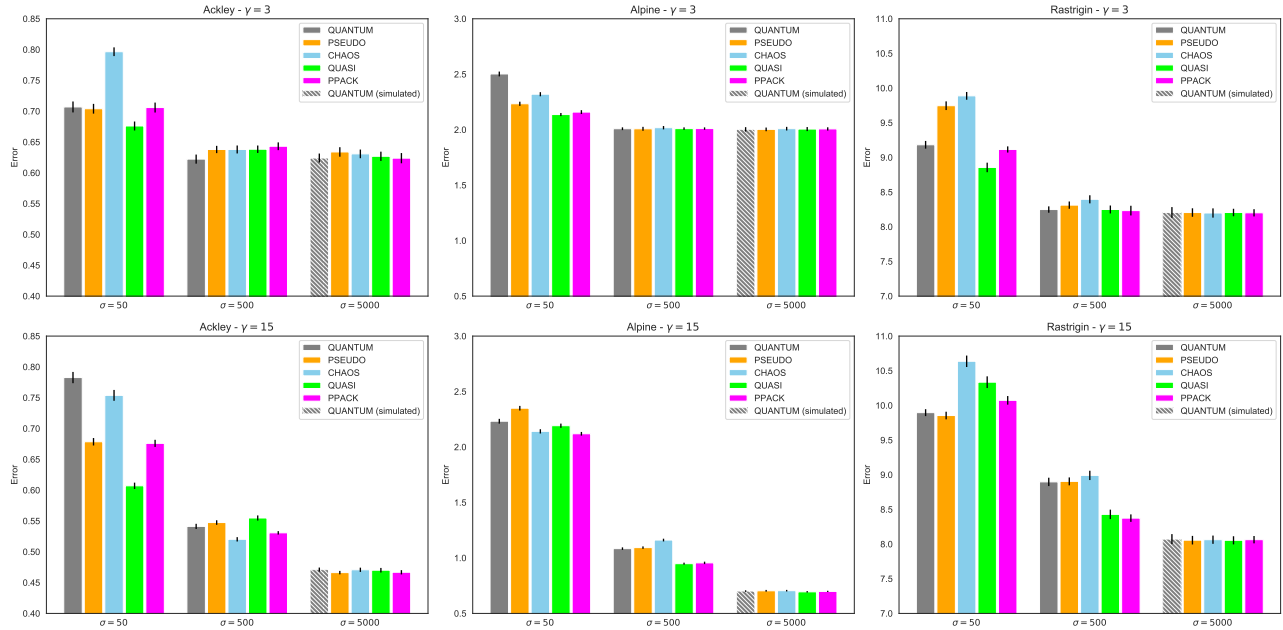 Ackley - γ = 3
Error
0.80
0.75
0.70
0.65
0.60
0.55
0.50
0.45
0.40
σ = 50
σ = 500
σ = 5000
QUANTUM
PSEUDO
CHAOS
QUASI
PPACK
QUANTUM (simulated)
0.85
Alpine - γ = 3
Error
3.0
2.5
2.0
1.5
1.0
0.5
σ = 50
σ = 500
σ = 5000
QUANTUM
PSEUDO
CHAOS
QUASI
PPACK
QUANTUM (simulated)
Rastrigin - γ = 3
Error
11.0
10.5
10.0
9.5
9.0
8.5
8.0
7.5
7.0
σ = 50
σ = 500
σ = 5000
QUANTUM
PSEUDO
CHAOS
QUASI
PPACK
QUANTUM (simulated)
Ackley - γ = 15
Error
0.85
0.80
0.75
0.70
0.65
0.60
0.55
0.50
0.45
0.40
σ = 50
σ = 500
σ = 5000
QUANTUM
PSEUDO
CHAOS
QUASI
PPACK
QUANTUM (simulated)
Alpine - γ = 15
Error
3.0
2.5
2.0
1.5
1.0
0.5
σ = 50
σ = 500
σ = 5000
QUANTUM
PSEUDO
CHAOS
QUASI
PPACK
QUANTUM (simulated)
Rastrigin - γ = 15
Error
11.0
10.5
10.0
9.5
9.0
8.5
8.0
7.5
7.0
σ = 50
σ = 500
σ = 5000
QUANTUM
PSEUDO
CHAOS
QUASI
PPACK
QUANTUM (simulated)